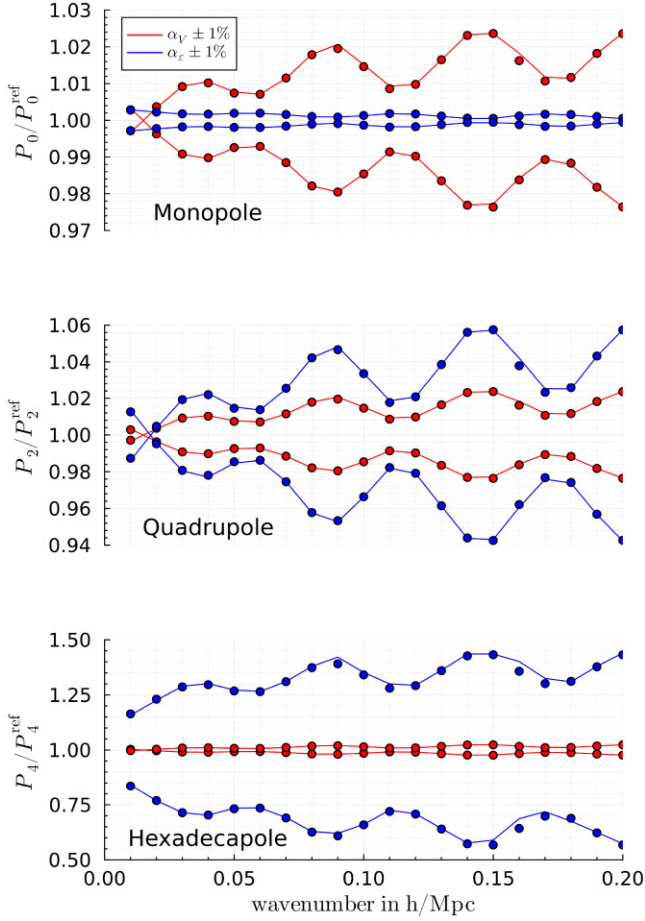 1.03
α_V ± 1%
α_ε ± 1%
1.02
1.01
1.00
0.99
0.98
0.97
P_0/P_0^ref
Monopole
1.06
1.04
1.02
1.00
0.98
0.96
0.94
P_2/P_2^ref
Quadrupole
1.50
1.25
1.00
0.75
0.50
P_4/P_4^ref
Hexadecapole
0.00 0.05 0.10 0.15 0.20
wavenumber in h/Mpc